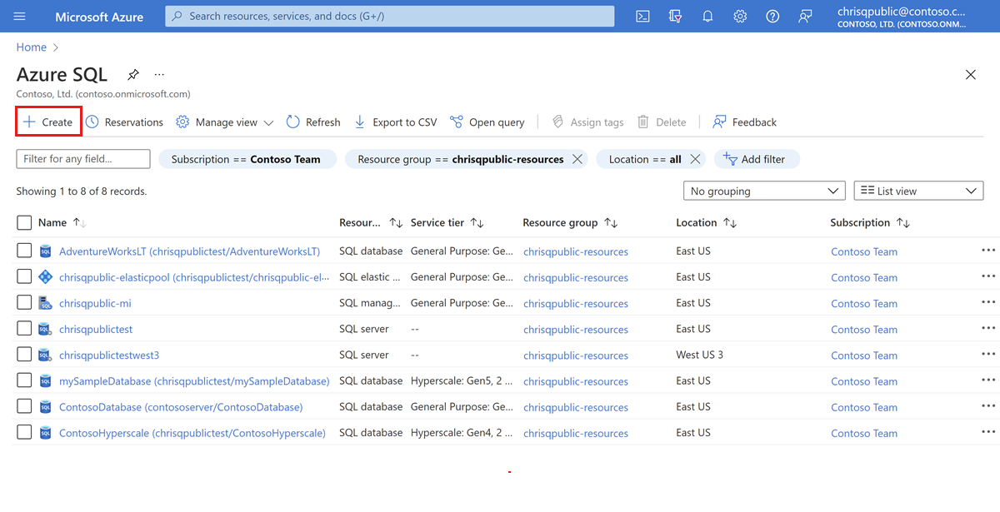 Microsoft Azure Search resources, services, and docs (G+/) chrisqpublic@contoso.c...
CONTOSO, LTD. (CONTOSO.ONM...
Home
Azure SQL ...
Contoso, Ltd. (contoso.onmicrosoft.com)
Create Reservations Manage view Refresh Export to CSV Open query Assign tags Delete Feedback
Filter for any field... Subscription == Contoso Team Resource group == chrisqpublic-resources Location == all Add filter
Showing 1 to 8 of 8 records. No grouping List view
Name Resour... Service tier Resource group Location Subscription
SQL AdventureWorksLT (chrisqpublictest/AdventureWorksLT) SQL database General Purpose: Ge... chrisqpublic-resources East US Contoso Team ...
chrisqpublic-elasticpool (chrisqpublictest/chrisqpublic-el... SQL elastic ... General Purpose: Ge... chrisqpublic-resources East US Contoso Team ...
SQL chrisqpublic-mi SQL manag... General Purpose: Ge... chrisqpublic-resources East US Contoso Team ...
SQL chrisqpublictest SQL server -- chrisqpublic-resources East US Contoso Team ...
SQL chrisqpublictestwest3 SQL server -- chrisqpublic-resources West US 3 Contoso Team ...
SQL mySampleDatabase (chrisqpublictest/mySampleDatabase) SQL database Hyperscale: Gen5, 2 ... chrisqpublic-resources East US Contoso Team ...
SQL ContosoDatabase (contososerver/ContosoDatabase) SQL database General Purpose: Ge... chrisqpublic-resources East US Contoso Team ...
SQL ContosoHyperscale (chrisqpublictest/ContosoHyperscale) SQL database Hyperscale: Gen4, 2 ... chrisqpublic-resources East US Contoso Team ...